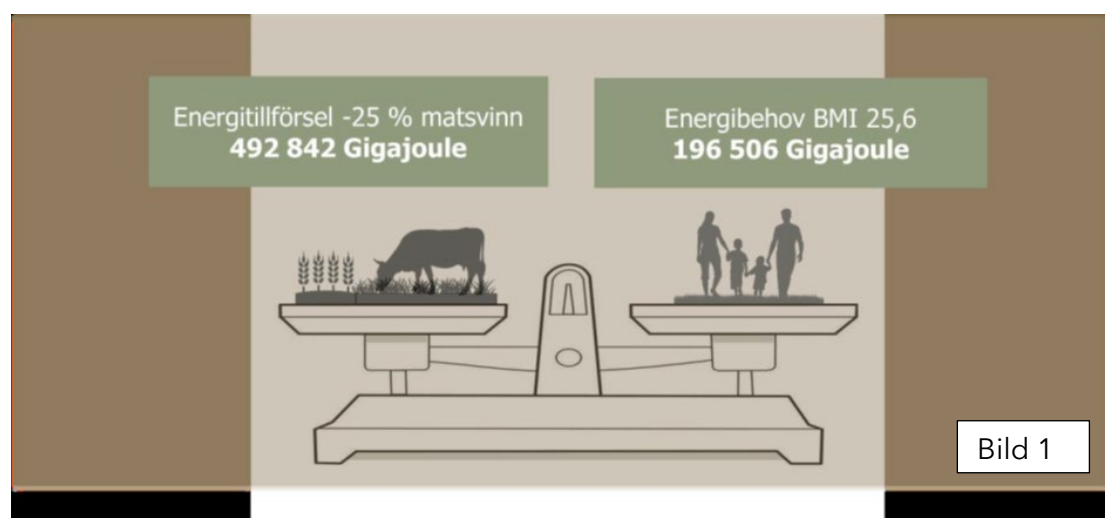 Energitillförsel -25 % matsvinn
492 842 Gigajoule
Energibehov BMI 25,6
196 506 Gigajoule
Bild 1